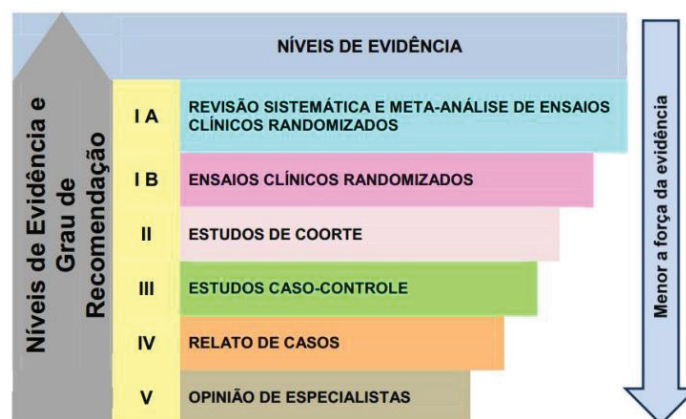 NÍVEIS DE EVIDÊNCIA
Níveis de Evidência e
Grau de
Recomendação
I A
REVISÃO SISTEMÁTICA E META-ANÁLISE DE ENSAIOS
CLÍNICOS RANDOMIZADOS
I B
ENSAIOS CLÍNICOS RANDOMIZADOS
II
ESTUDOS DE COORTE
III
ESTUDOS CASO-CONTROLE
IV
RELATO DE CASOS
V
OPINIÃO DE ESPECIALISTAS
Menor a força da evidência